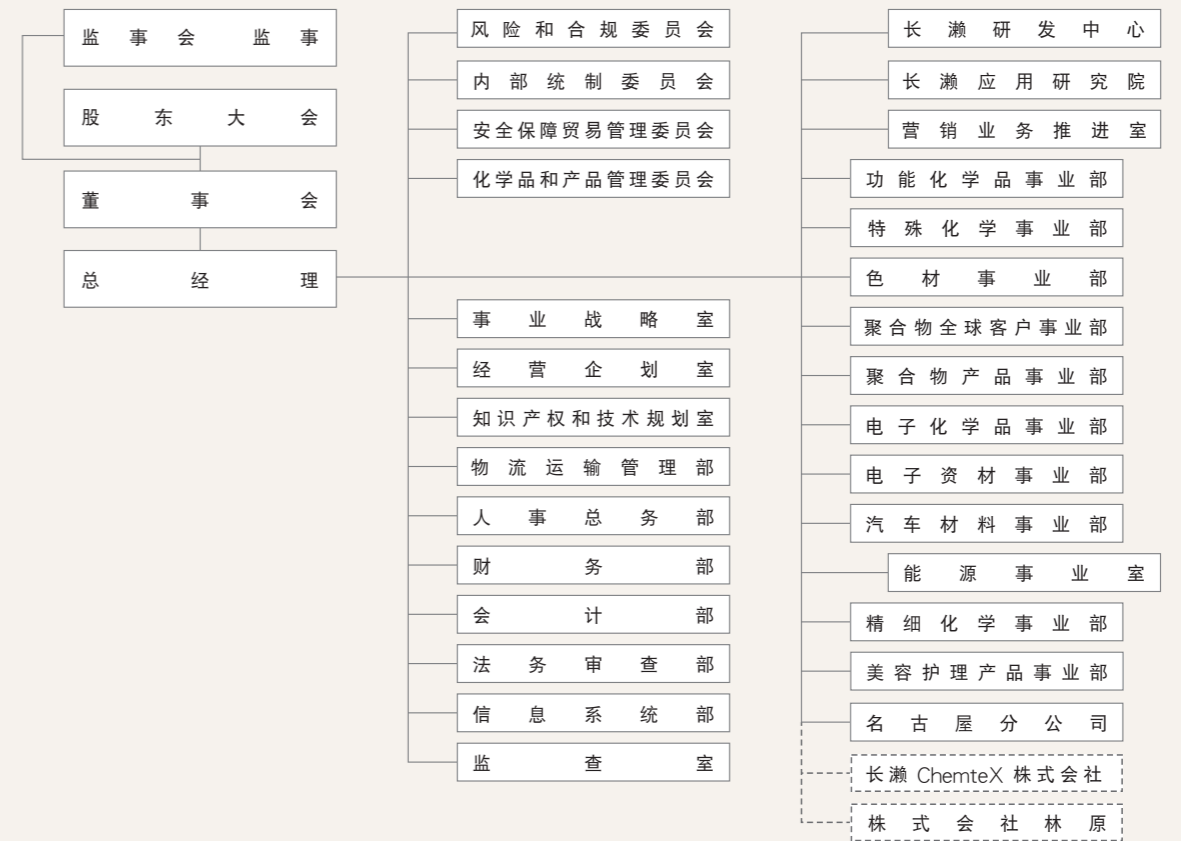 监事会 监事
股东大会
董事会
总经理
风险和合规委员会
内部统制委员会
安全保障贸易管理委员会
化学品和产品管理委员会
事业战略室
经营企划室
知识产权和技术规划室
物流运输管理部
人事总务部
财务部
会计部
法务审查部
信息系统部
监查室
长濑研发中心
长濑应用研究院
营销业务推进室
功能化学品事业部
特殊化学事业部
色材事业部
聚合物全球客户事业部
聚合物产品事业部
电子化学品事业部
电子资材事业部
汽车材料事业部
能源事业室
精细化学事业部
美容护理产品事业部
名古屋分公司
长濑 ChemteX 株式会社
株式会社林原